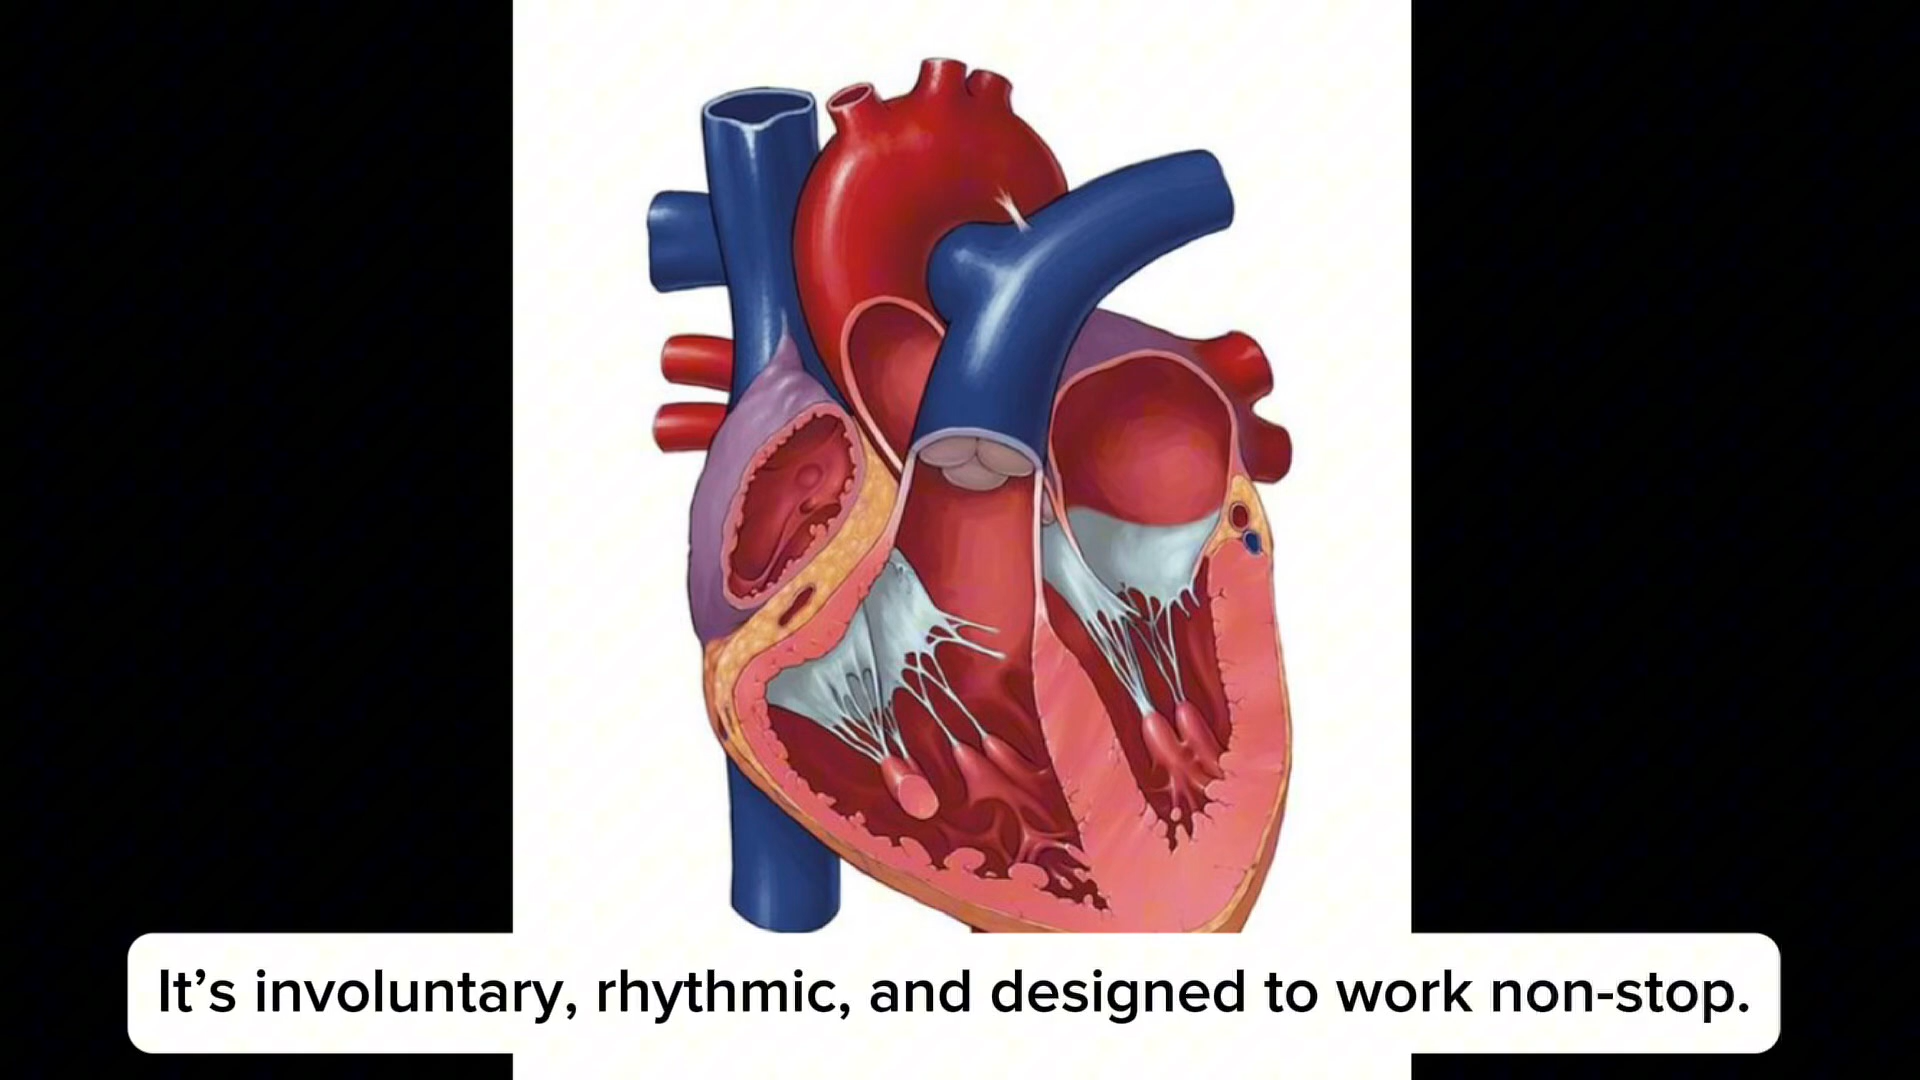 It’s involuntary, rhythmic, and designed to work non-stop.